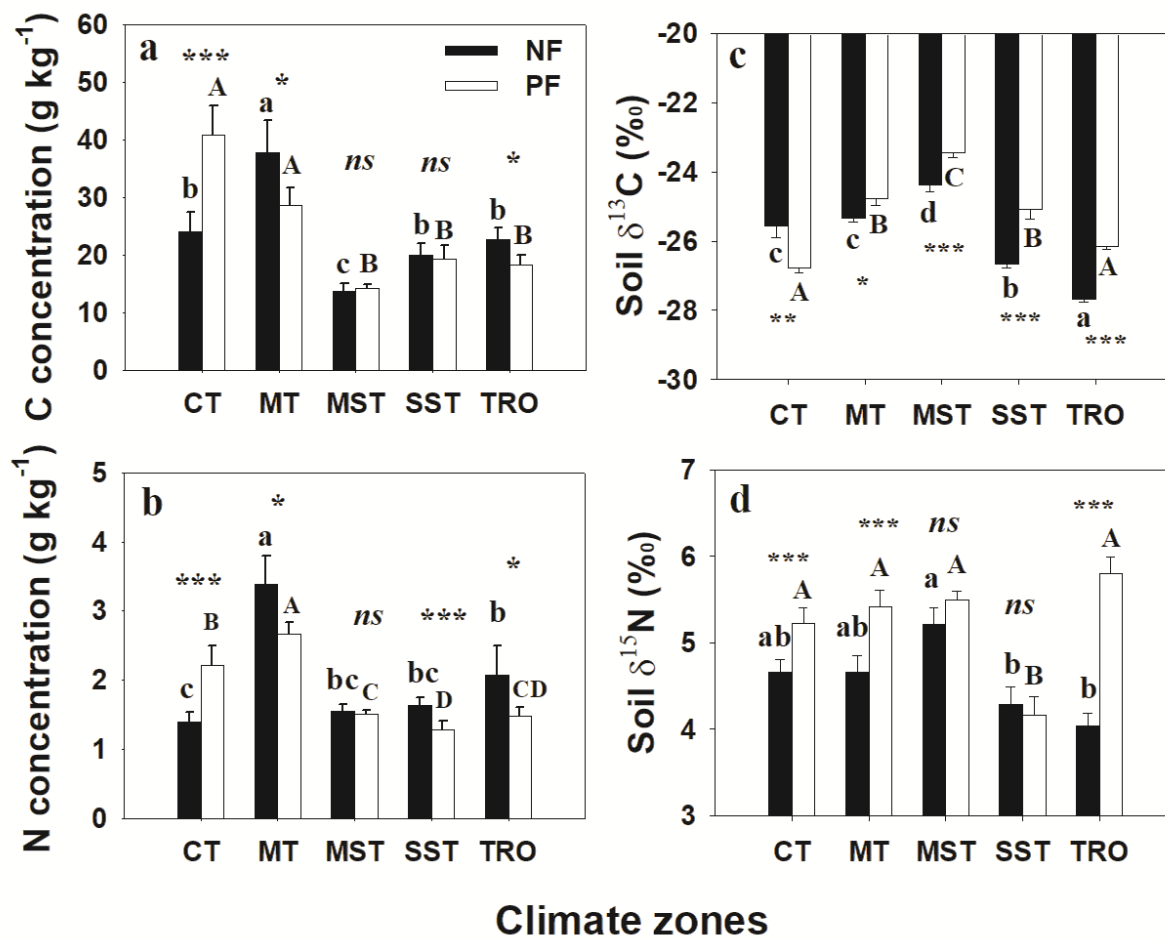 a
C concentration (g kg-1)
60
50
40
30
20
10
0
NF
PF
*** * ns ns *
b A a A c B b B b B
CT MT MST SST TRO
c
Soil δ13C (‰)
-20
-22
-24
-26
-28
-30
c A c B d C b B a A
** * *** *** ***
CT MT MST SST TRO
b
N concentration (g kg-1)
5
4
3
2
1
0
*** * ns *** *
c B a A bc C bc D b CD
CT MT MST SST TRO
d
Soil δ15N (‰)
7
6
5
4
3
*** *** ns ns ***
ab A ab A a A b B b A
CT MT MST SST TRO
Climate zones